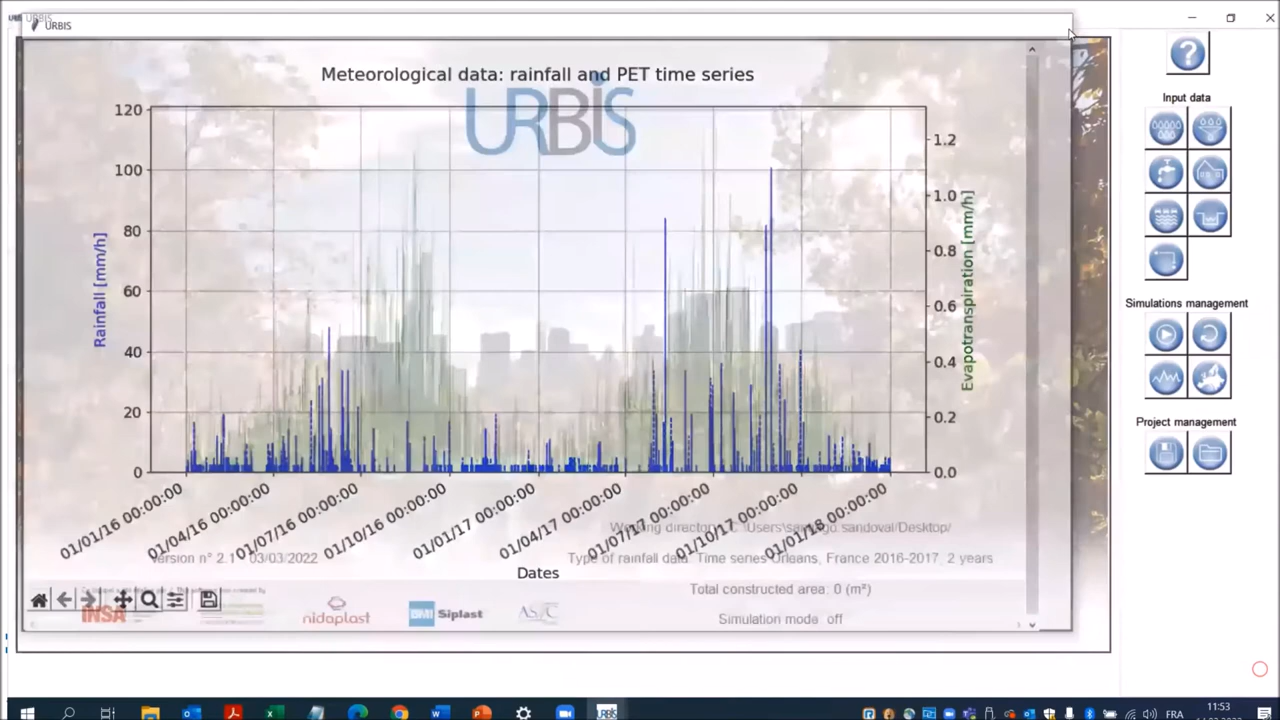 URBIS
Meteorological data: rainfall and PET time series
URBIS
120
100
80
60
40
20
0
Rainfall [mm/h]
1.2
1.0
0.8
0.6
0.4
0.2
0.0
Evapotranspiration [mm/h]
01/01/16 00:00:00
01/04/16 00:00:00
01/07/16 00:00:00
01/10/16 00:00:00
01/01/17 00:00:00
01/04/17 00:00:00
01/07/17 00:00:00
01/10/17 00:00:00
01/01/18 00:00:00
Dates
Working directory: C:\Users\santiago.sandoval/Desktop/
Version n° 2.1 03/03/2022
Type of rainfall data: Time series Orléans, France 2016-2017, 2 years
Total constructed area: 0 (m²)
Simulation mode off
INSA
nidaplast
BMI Siplast
?
Input data
Simulations management
Project management
URBIS
FRA
11:53